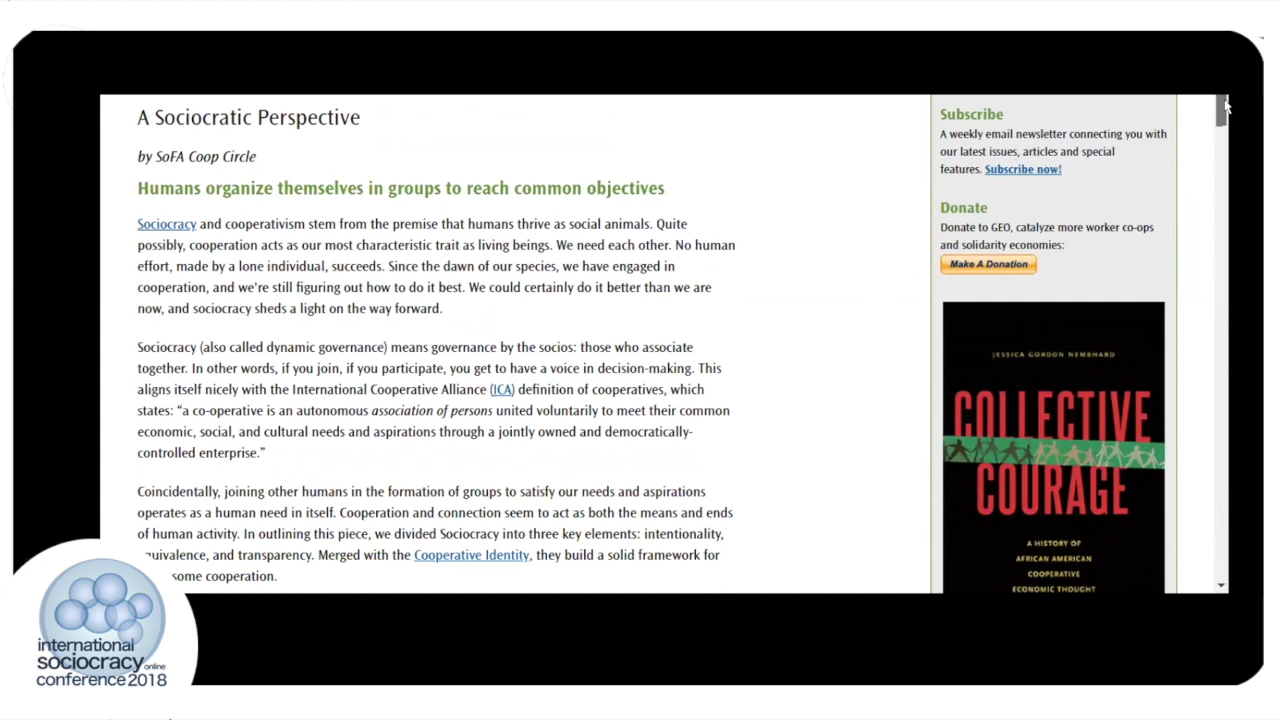 A Sociocratic Perspective
by SoFA Coop Circle
Humans organize themselves in groups to reach common objectives
Sociocracy and cooperativism stem from the premise that humans thrive as social animals. Quite
possibly, cooperation acts as our most characteristic trait as living beings. We need each other. No human
effort, made by a lone individual, succeeds. Since the dawn of our species, we have engaged in
cooperation, and we're still figuring out how to do it best. We could certainly do it better than we are
now, and sociocracy sheds a light on the way forward.
Sociocracy (also called dynamic governance) means governance by the socios: those who associate
together. In other words, if you join, if you participate, you get to have a voice in decision-making. This
aligns itself nicely with the International Cooperative Alliance (ICA) definition of cooperatives, which
states: “a co-operative is an autonomous association of persons united voluntarily to meet their common
economic, social, and cultural needs and aspirations through a jointly owned and democratically-
controlled enterprise.”
Coincidentally, joining other humans in the formation of groups to satisfy our needs and aspirations
operates as a human need in itself. Cooperation and connection seem to act as both the means and ends
of human activity. In outlining this piece, we divided Sociocracy into three key elements: intentionality,
quivalence, and transparency. Merged with the Cooperative Identity, they build a solid framework for
some cooperation.
Subscribe
A weekly email newsletter connecting you with
our latest issues, articles and special
features. Subscribe now!
Donate
Donate to GEO, catalyze more worker co-ops
and solidarity economies:
Make A Donation
JESSICA GORDON NEMBHARD
COLLECTIVE
COURAGE
A HISTORY OF
AFRICAN AMERICAN
COOPERATIVE
ECONOMIC THOUGHT
international
sociocracy online
conference 2018